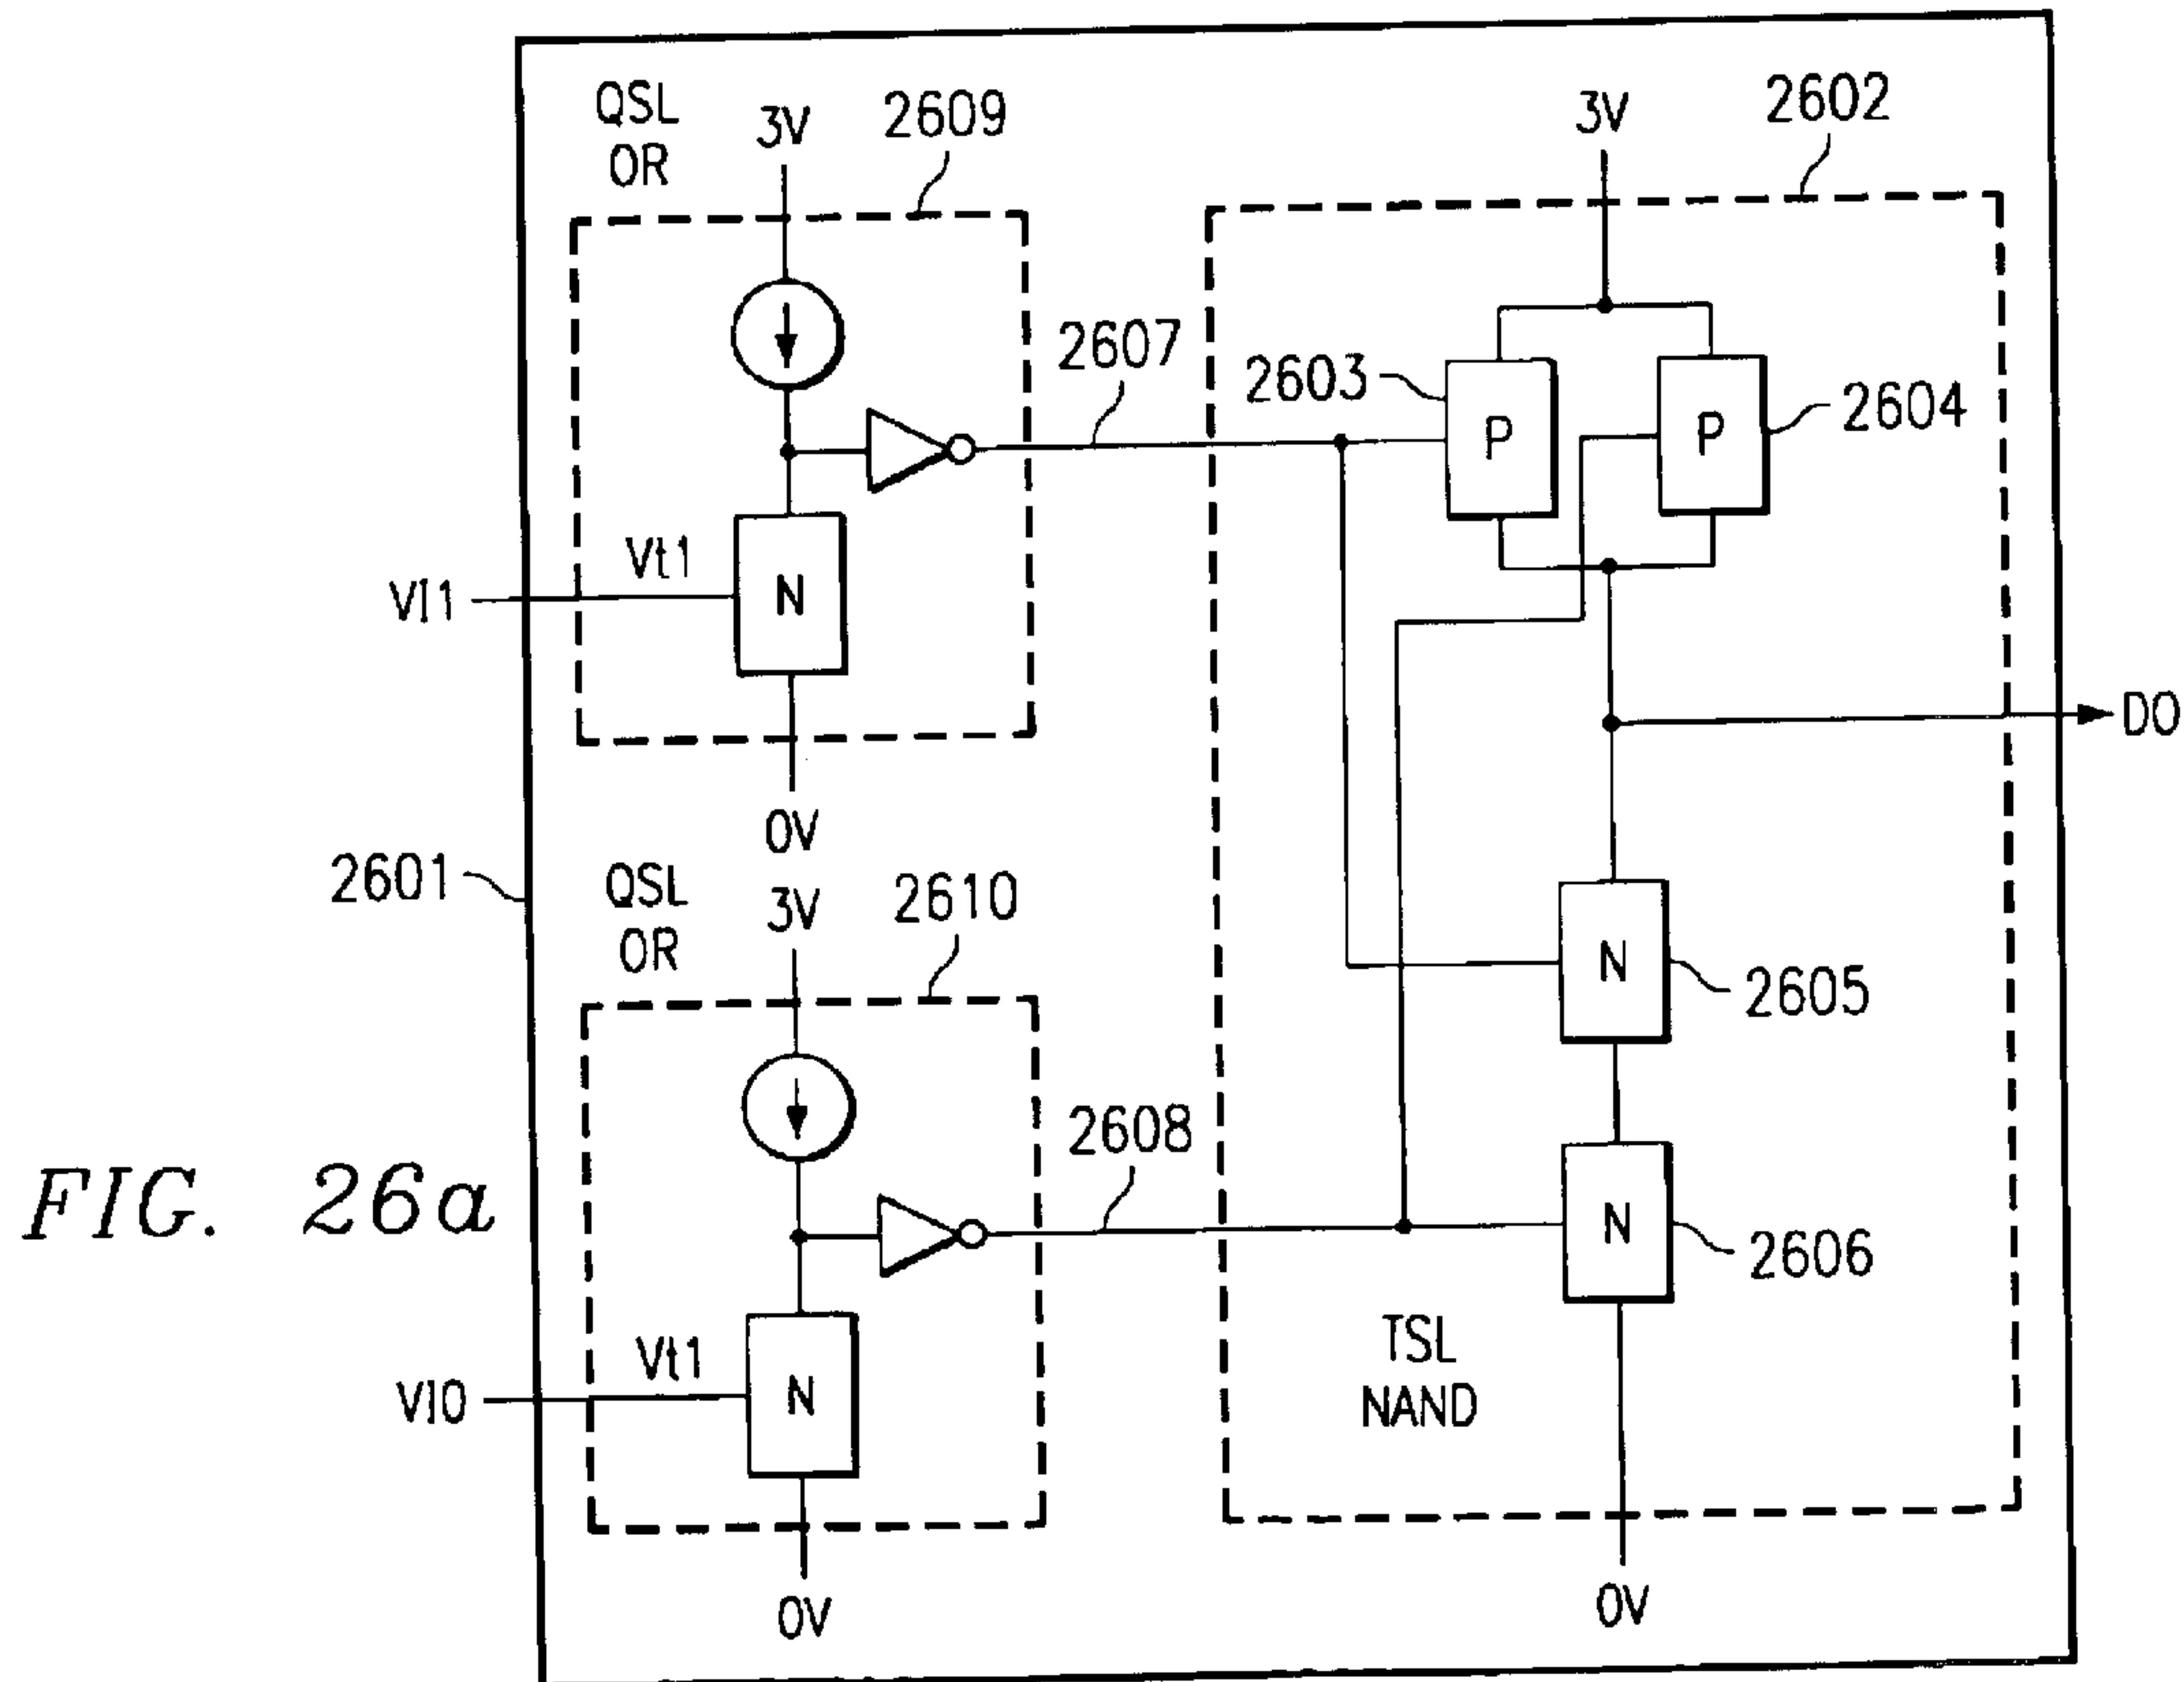 QSL
OR
3V
2609
3V
2602
2607
2603
P
P
2604
Vt1
VI1
N
DO
0V
2601
QSL
OR
3V
2610
N
2605
2608
FIG. 26a
N
2606
TSL
NAND
Vt1
VI0
N
0V
0V